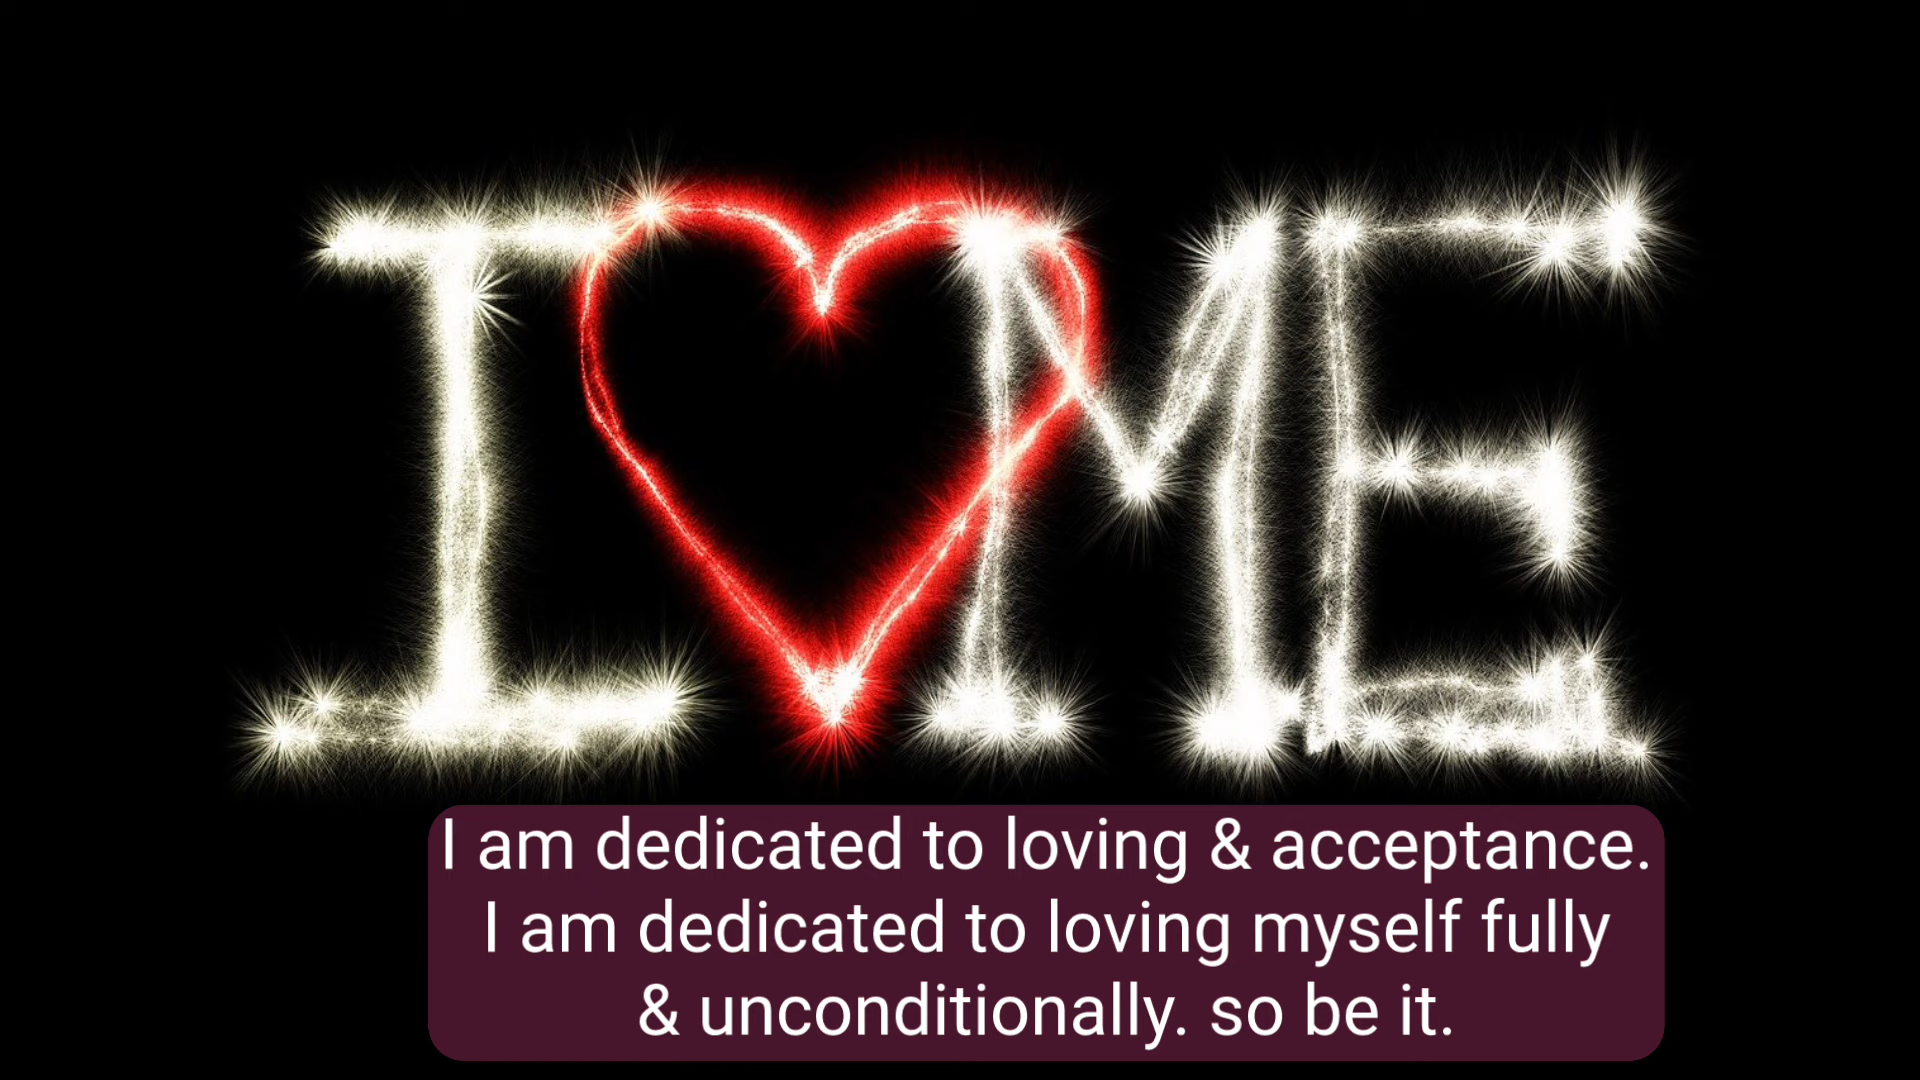 I ♥ ME
I am dedicated to loving & acceptance.
I am dedicated to loving myself fully
& unconditionally. so be it.